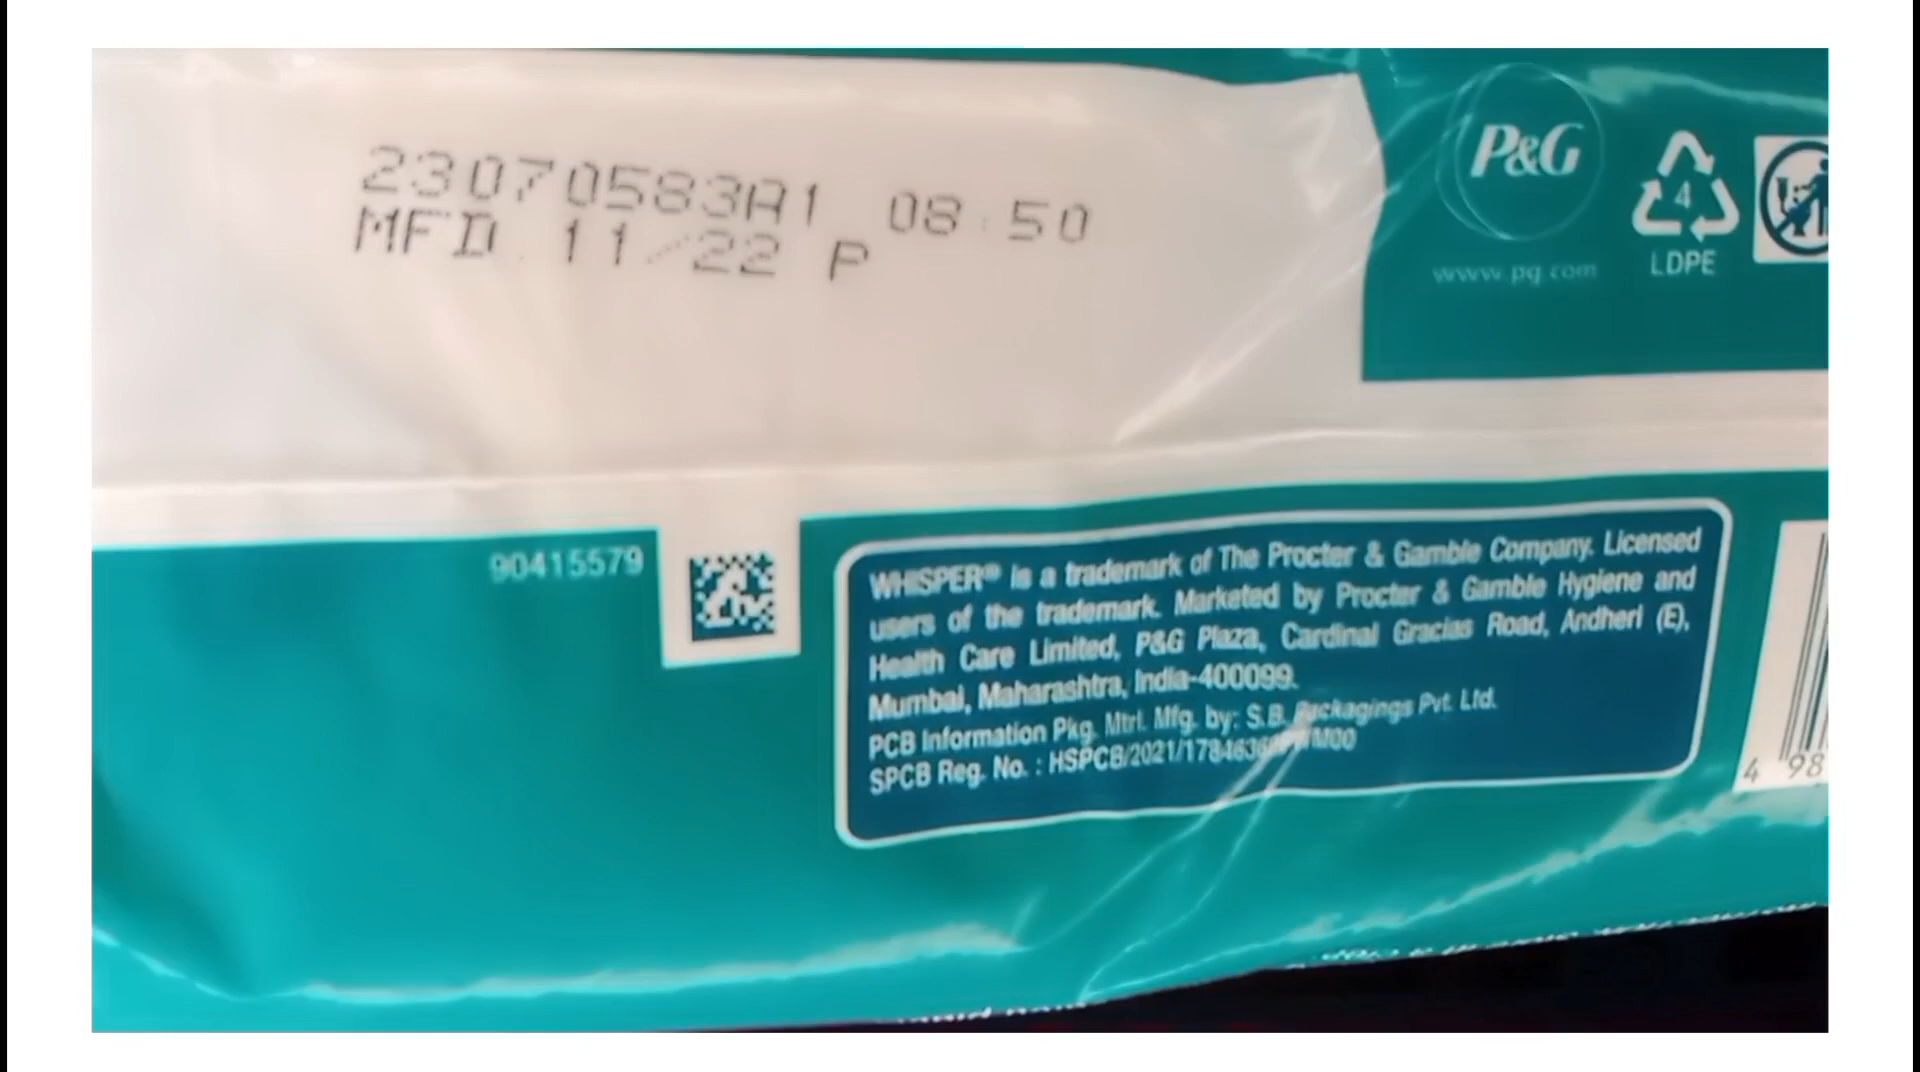 23070583A1 08:50
MFD. 11/22 P
P&G
www.pg.com
4
LDPE
90415579
WHISPER® is a trademark of The Procter & Gamble Company. Licensed
users of the trademark. Marketed by Procter & Gamble Hygiene and
Health Care Limited, P&G Plaza, Cardinal Gracias Road, Andheri (E),
Mumbai, Maharashtra, India-400099.
PCB Information Pkg. Mtrl. Mfg. by: S.B. Packagings Pvt. Ltd.
SPCB Reg. No. :
4 98